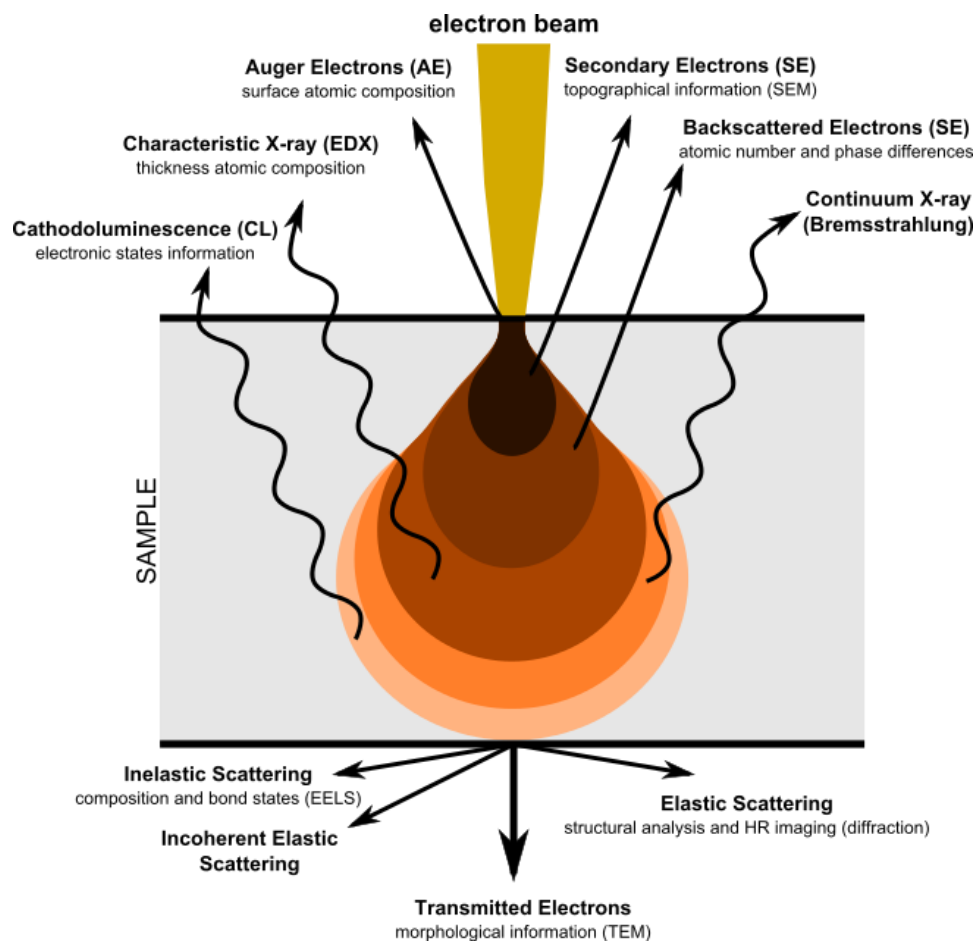 electron beam
Auger Electrons (AE)
surface atomic composition
Secondary Electrons (SE)
topographical information (SEM)
Characteristic X-ray (EDX)
thickness atomic composition
Backscattered Electrons (SE)
atomic number and phase differences
Cathodoluminescence (CL)
electronic states information
Continuum X-ray
(Bremsstrahlung)
SAMPLE
Inelastic Scattering
composition and bond states (EELS)
Incoherent Elastic
Scattering
Elastic Scattering
structural analysis and HR imaging (diffraction)
Transmitted Electrons
morphological information (TEM)